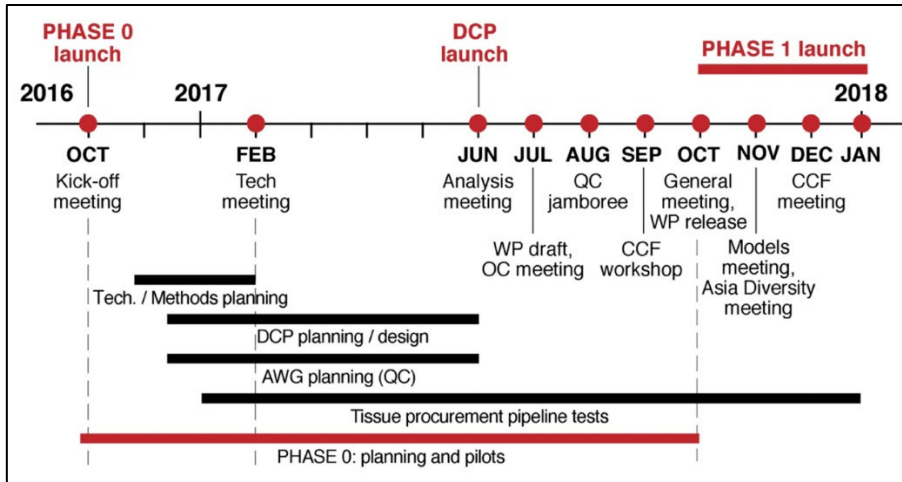 PHASE 0
launch
DCP
launch
PHASE 1 launch
2016
2017
2018
OCT
FEB
JUN
JUL
AUG
SEP
OCT
NOV
DEC
JAN
Kick-off
meeting
Tech
meeting
Analysis
meeting
QC
jamboree
General
meeting,
WP release
CCF
meeting
WP draft,
OC meeting
CCF
workshop
Models
meeting,
Asia Diversity
meeting
Tech. / Methods planning
DCP planning / design
AWG planning (QC)
Tissue procurement pipeline tests
PHASE 0: planning and pilots